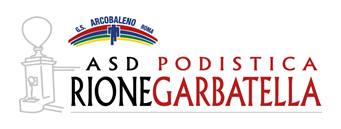 G.S. ARCOBALENO ROMA
ASD PODISTICA
RIONEGARBATELLA